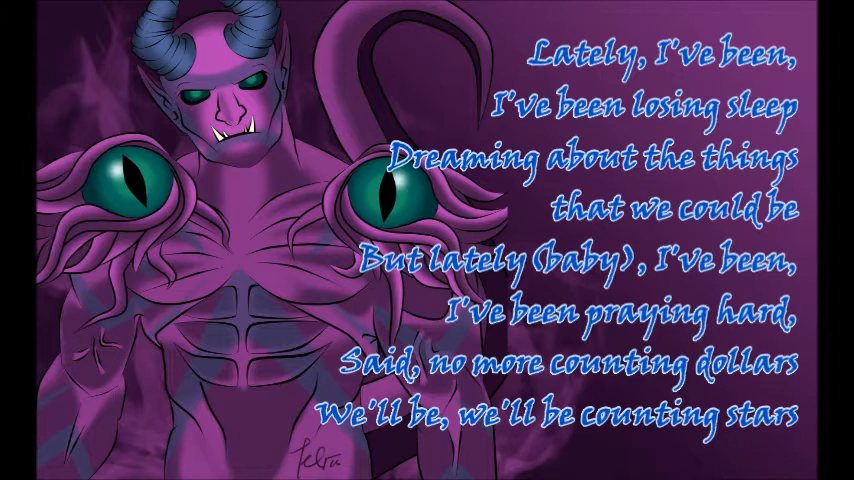 Lately, I've been,
I've been losing sleep
Dreaming about the things
that we could be
But lately (baby), I've been,
I've been praying hard,
Said, no more counting dollars
We'll be, we'll be counting stars